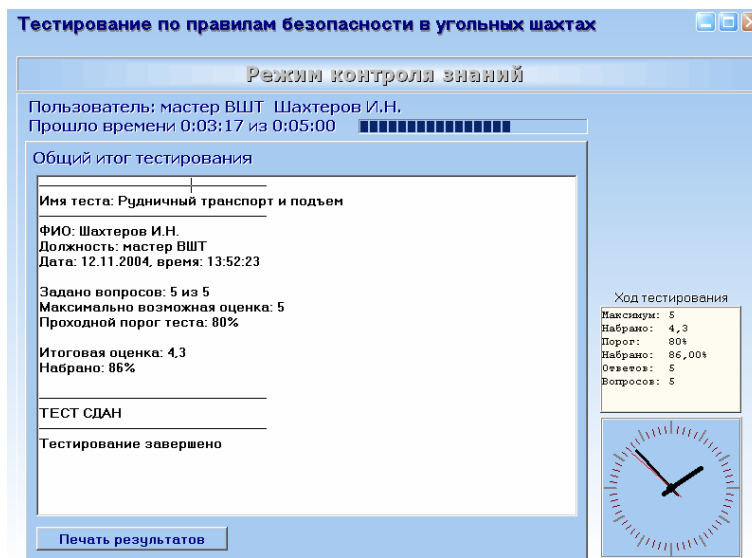 Тестирование по правилам безопасности в угольных шахтах
Режим контроля знаний
Пользователь: мастер ВШТ Шахтеров И.Н.
Прошло времени 0:03:17 из 0:05:00
Общий итог тестирования
Имя теста: Рудничный транспорт и подъем
ФИО: Шахтеров И.Н.
Должность: мастер ВШТ
Дата: 12.11.2004, время: 13:52:23
Задано вопросов: 5 из 5
Максимально возможная оценка: 5
Проходной порог теста: 80%
Итоговая оценка: 4,3
Набрано: 86%
ТЕСТ СДАН
Тестирование завершено
Печать результатов
Ход тестирования
Максимум: 5
Набрано: 4,3
Порог: 80%
Набрано: 86,00%
Ответов: 5
Вопросов: 5